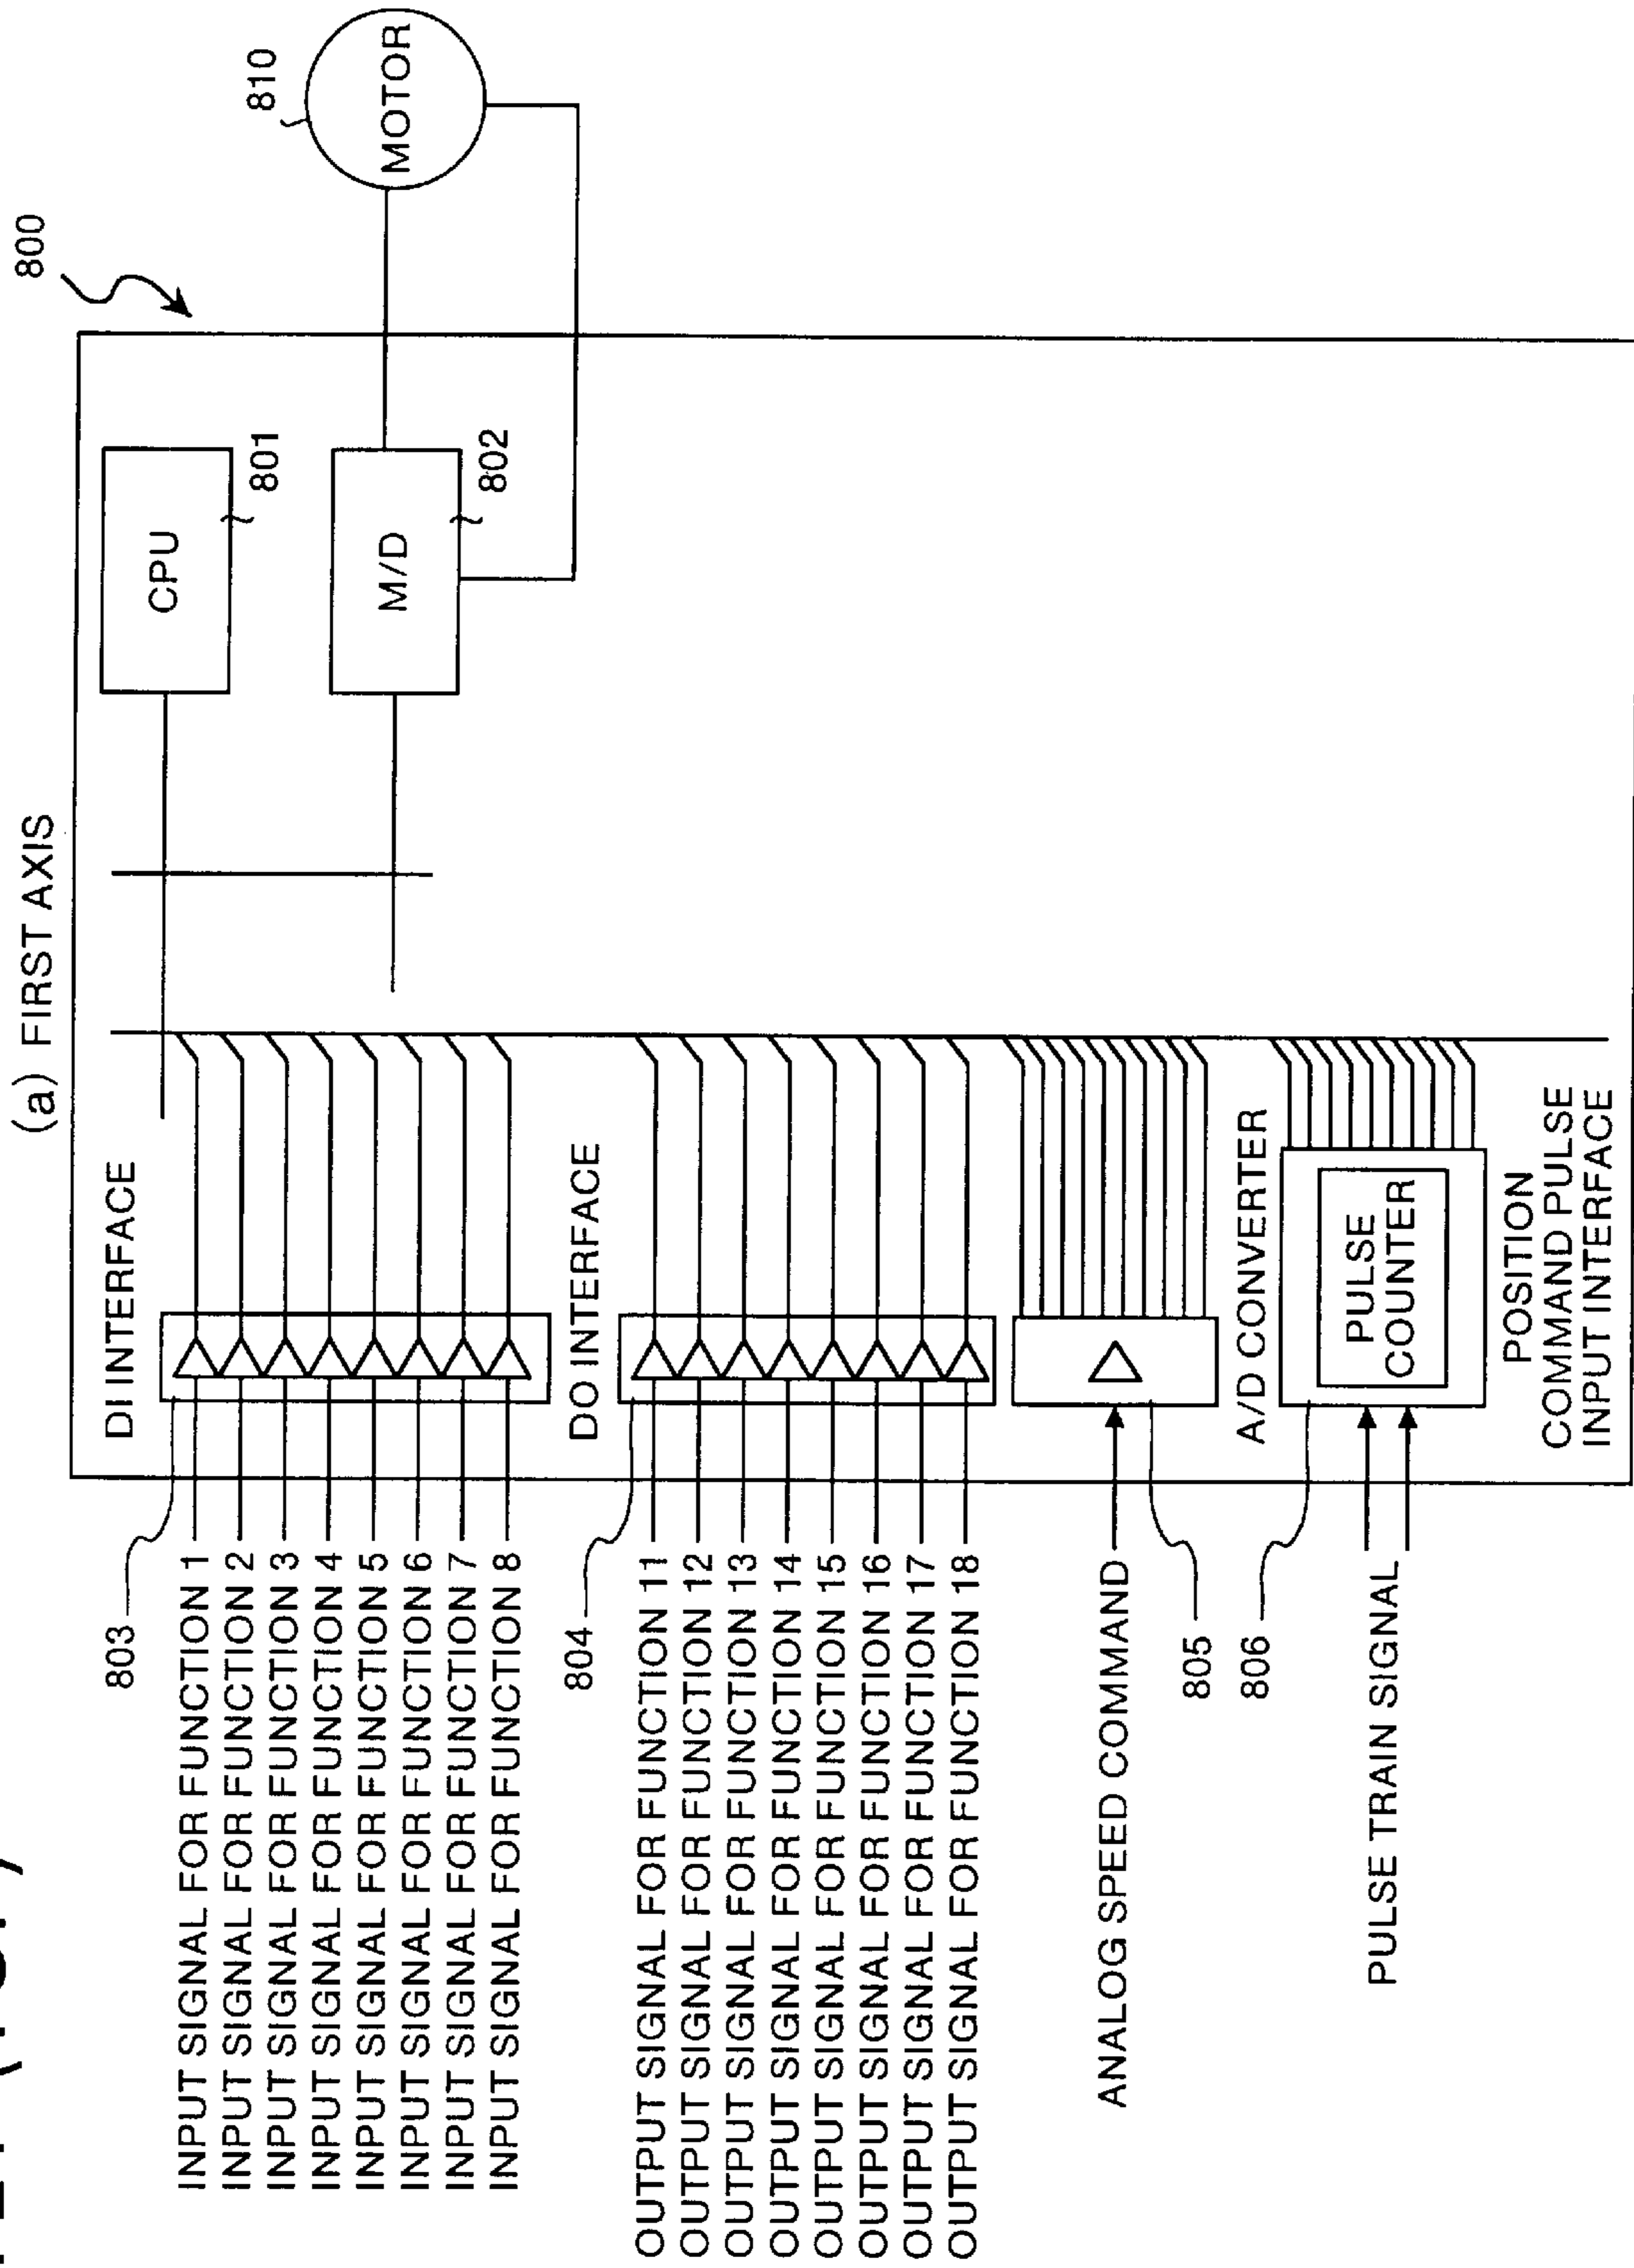 (a) FIRST AXIS
800
810
MOTOR
CPU
801
M/D
802
DI INTERFACE
803
INPUT SIGNAL FOR FUNCTION 1
INPUT SIGNAL FOR FUNCTION 2
INPUT SIGNAL FOR FUNCTION 3
INPUT SIGNAL FOR FUNCTION 4
INPUT SIGNAL FOR FUNCTION 5
INPUT SIGNAL FOR FUNCTION 6
INPUT SIGNAL FOR FUNCTION 7
INPUT SIGNAL FOR FUNCTION 8
DO INTERFACE
804
OUTPUT SIGNAL FOR FUNCTION 11
OUTPUT SIGNAL FOR FUNCTION 12
OUTPUT SIGNAL FOR FUNCTION 13
OUTPUT SIGNAL FOR FUNCTION 14
OUTPUT SIGNAL FOR FUNCTION 15
OUTPUT SIGNAL FOR FUNCTION 16
OUTPUT SIGNAL FOR FUNCTION 17
OUTPUT SIGNAL FOR FUNCTION 18
ANALOG SPEED COMMAND
805
A/D CONVERTER
806
PULSE
COUNTER
PULSE TRAIN SIGNAL
POSITION
COMMAND PULSE
INPUT INTERFACE